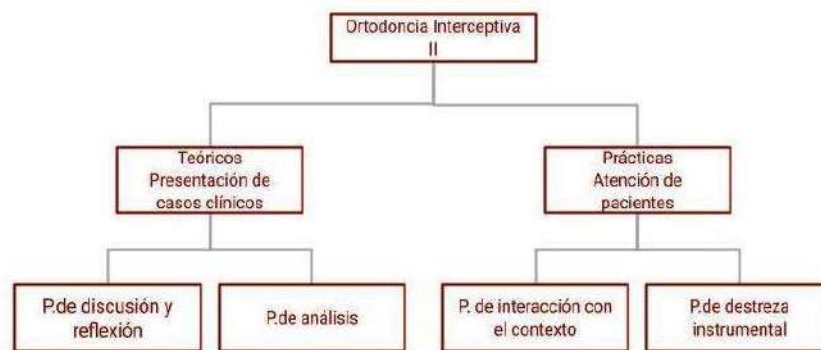 Ortodoncia Interceptiva
II
Teóricos
Presentación de
casos clínicos
Prácticas
Atención de
pacientes
P.de discusión y
reflexión
P.de análisis
P. de interacción con
el contexto
P.de destreza
instrumental